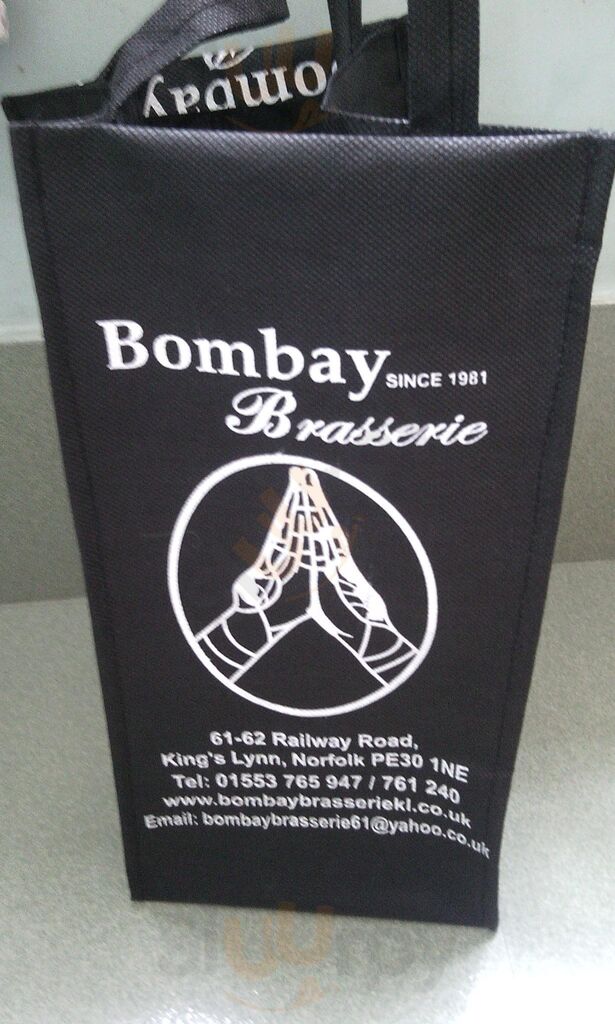 Bombay
Bombay
SINCE 1981
Brasserie
61-62 Railway Road,
King's Lynn, Norfolk PE30 1NE
Tel: 01553 765 947 / 761 240
www.bombaybrasseriekl.co.uk
Email: bombaybrasserie61@yahoo.co.uk